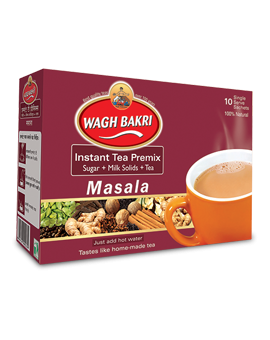 WAGH BAKRI
Instant Tea Premix
Sugar + Milk Solids + Tea
Masala
10 Single
Serve
Sachets
100% Natural
Just add hot water
Tastes like home-made tea